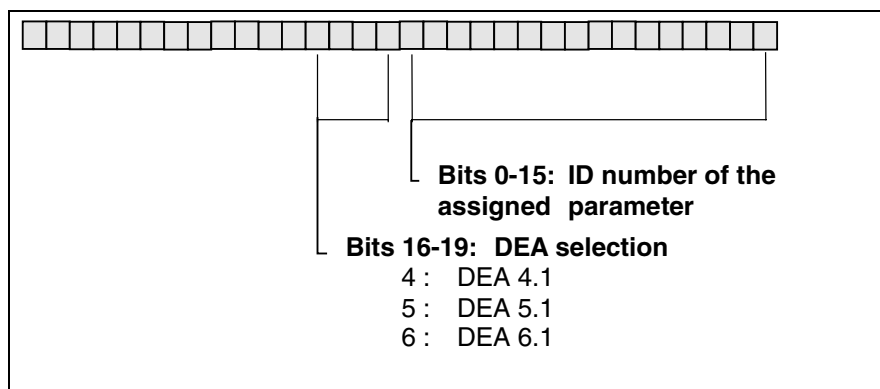 Bits 0-15: ID number of the
assigned parameter
Bits 16-19: DEA selection
4 : DEA 4.1
5 : DEA 5.1
6 : DEA 6.1